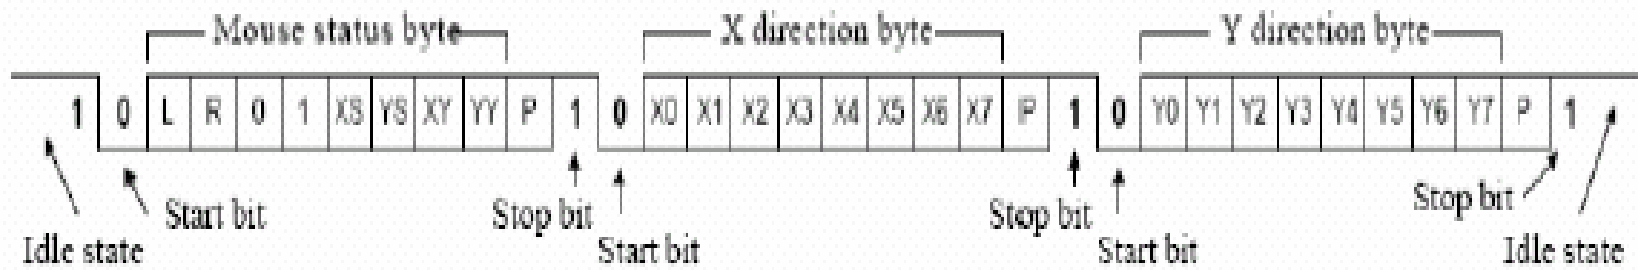 Mouse status byte X direction byte Y direction byte
1 0 L R 0 1 XS YS XY YY P 1 0 X0 X1 X2 X3 X4 X5 X6 X7 P 1 0 Y0 Y1 Y2 Y3 Y4 Y5 Y6 Y7 P 1
Start bit Stop bit Stop bit Stop bit
Idle state Start bit Start bit Idle state